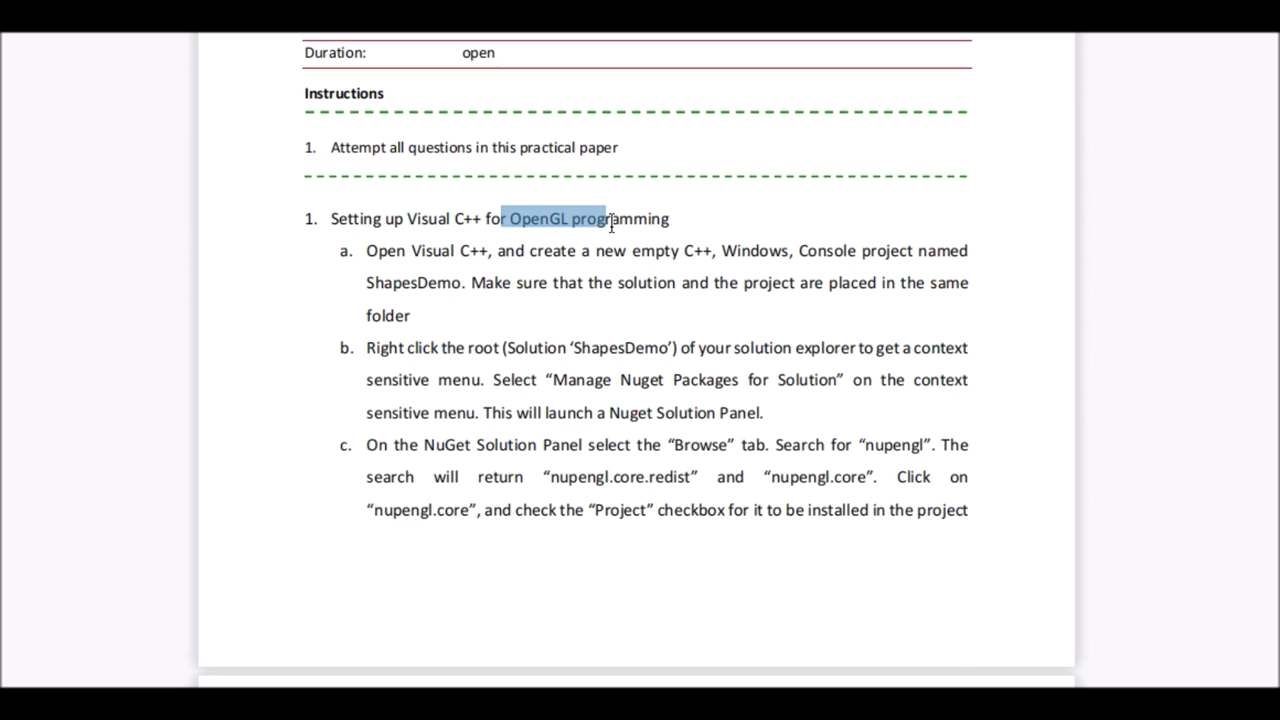 Duration: open
Instructions
1. Attempt all questions in this practical paper
1. Setting up Visual C++ for OpenGL programming
a. Open Visual C++, and create a new empty C++, Windows, Console project named
ShapesDemo. Make sure that the solution and the project are placed in the same
folder
b. Right click the root (Solution ‘ShapesDemo’) of your solution explorer to get a context
sensitive menu. Select “Manage Nuget Packages for Solution” on the context
sensitive menu. This will launch a Nuget Solution Panel.
c. On the NuGet Solution Panel select the “Browse” tab. Search for “nupengl”. The
search will return “nupengl.core.redist” and “nupengl.core”. Click on
“nupengl.core”, and check the “Project” checkbox for it to be installed in the project